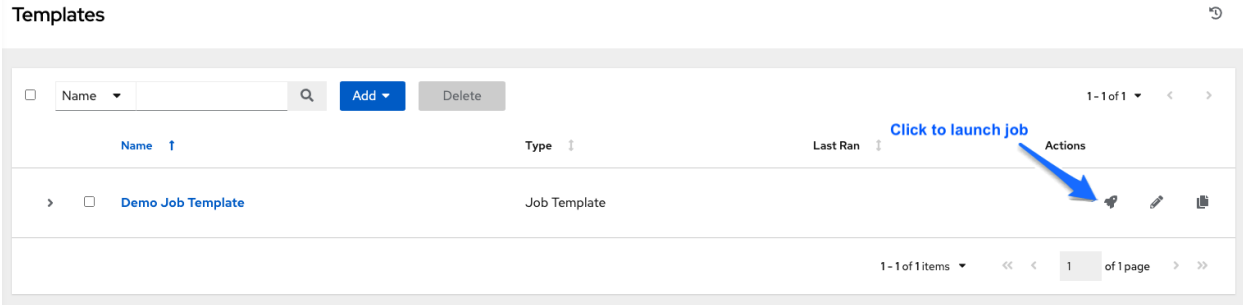 Templates
Name Add Delete 1 - 1 of 1
Click to launch job
Name Type Last Ran Actions
Demo Job Template Job Template
1 - 1 of 1 items 1 of 1 page